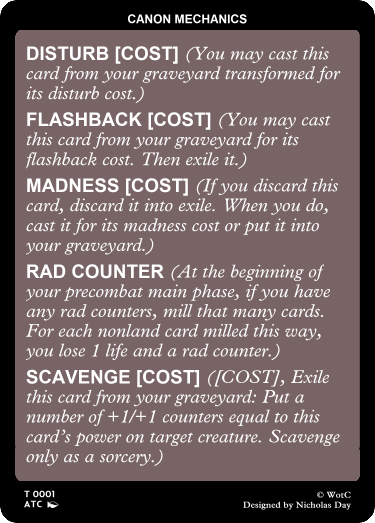 CANON MECHANICS
DISTURB [COST] (You may cast this
card from your graveyard transformed for
its disturb cost.)
FLASHBACK [COST] (You may cast
this card from your graveyard for its
flashback cost. Then exile it.)
MADNESS [COST] (If you discard this
card, discard it into exile. When you do,
cast it for its madness cost or put it into
your graveyard.)
RAD COUNTER (At the beginning of
your precombat main phase, if you have
any rad counters, mill that many cards.
For each nonland card milled this way,
you lose 1 life and a rad counter.)
SCAVENGE [COST] ([COST], Exile
this card from your graveyard: Put a
number of +1/+1 counters equal to this
card's power on target creature. Scavenge
only as a sorcery.)
T 0001
ATC
© WotC
Designed by Nicholas Day